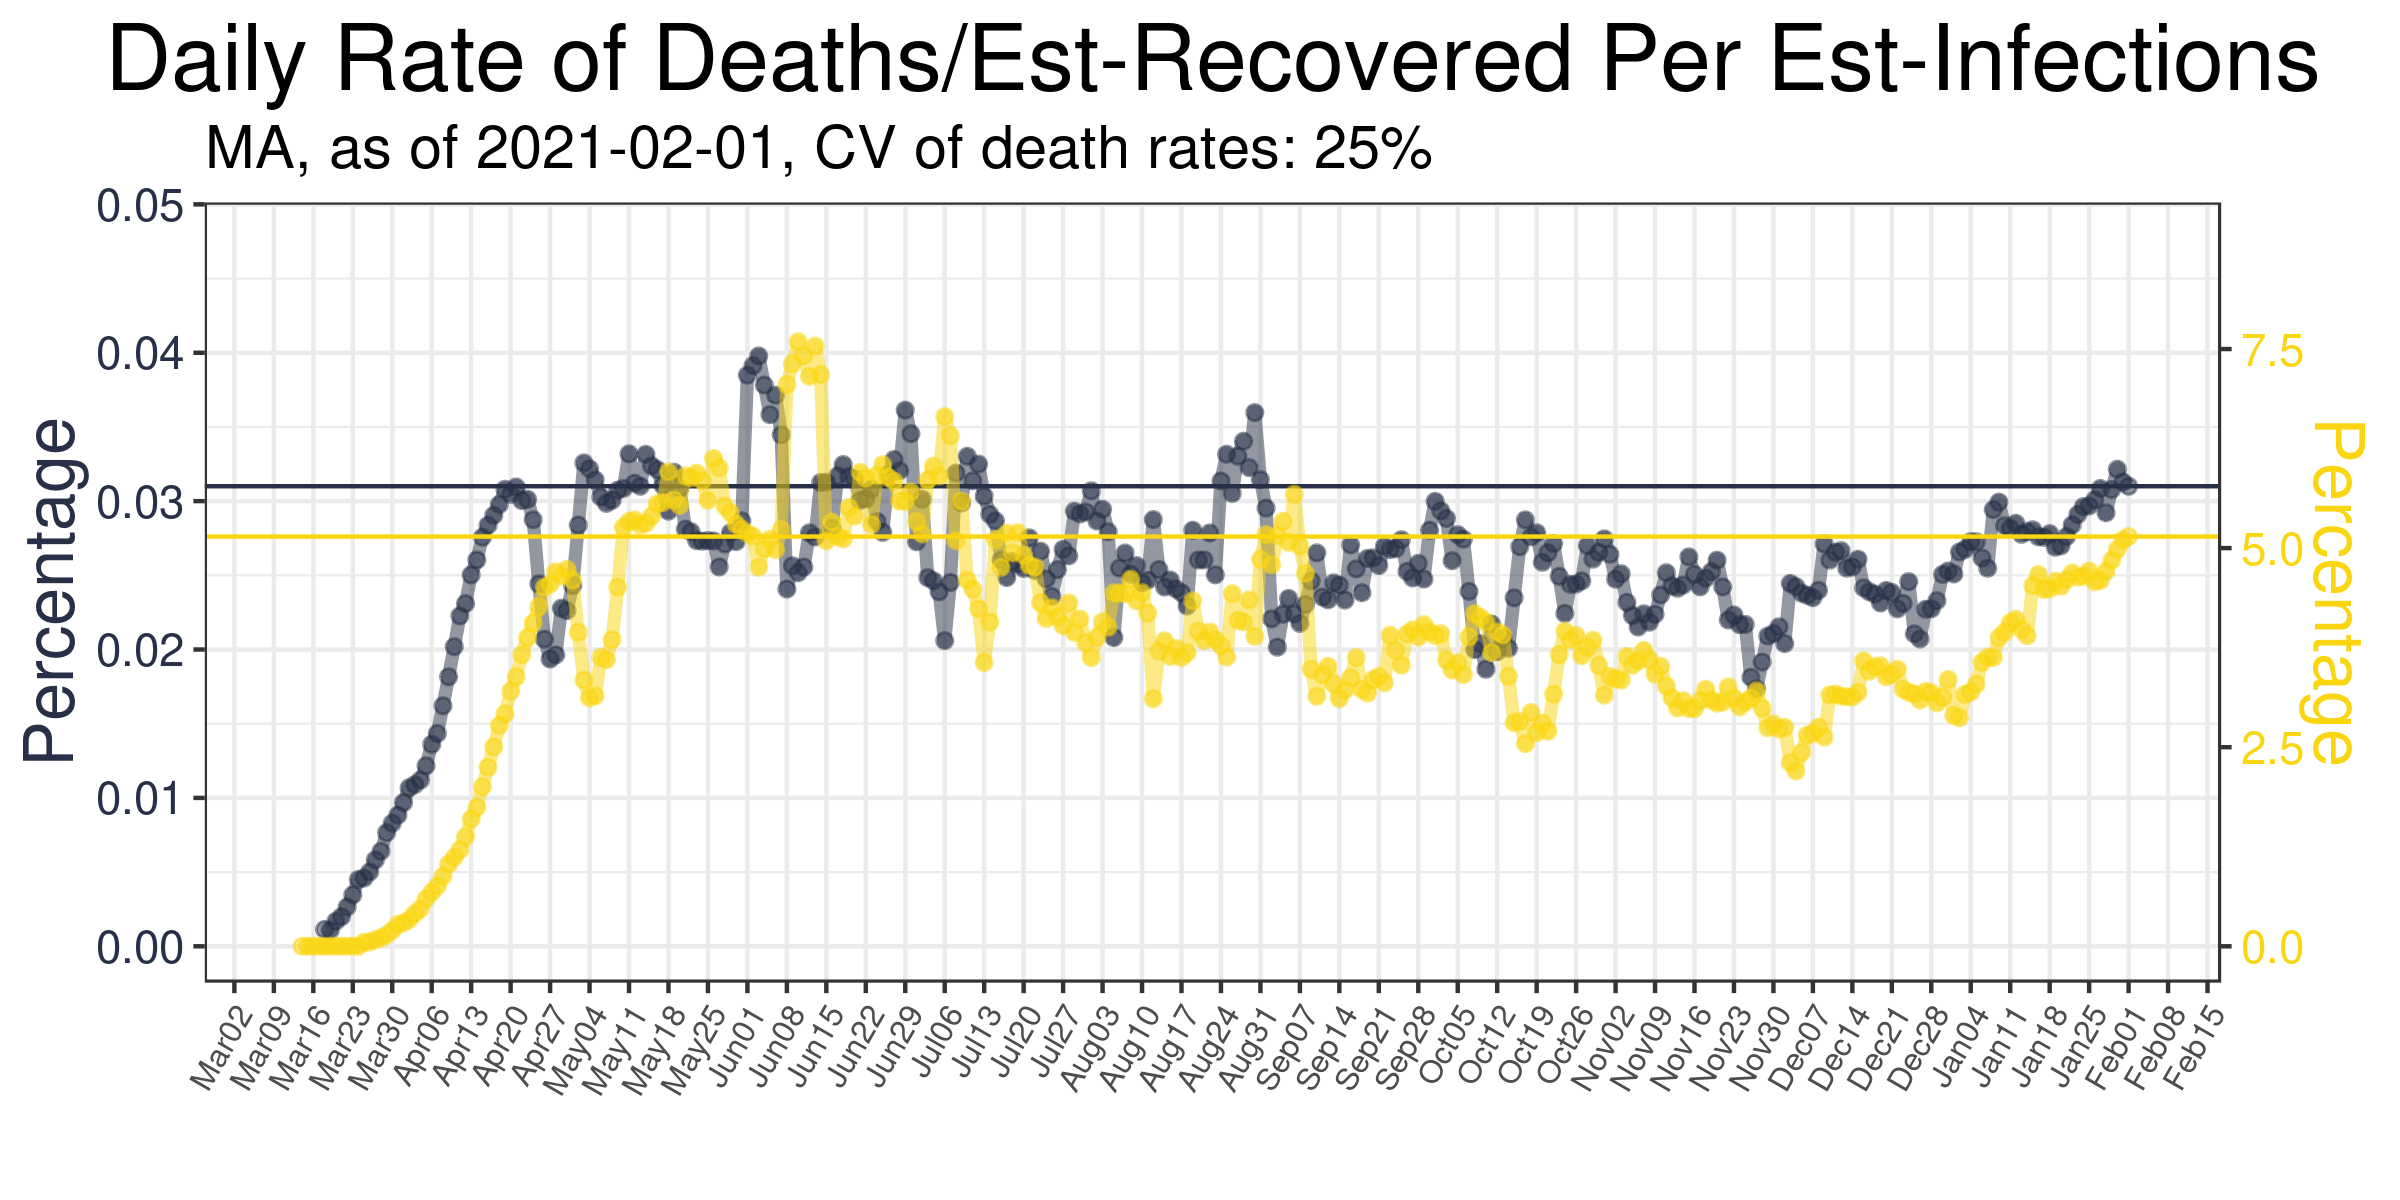 Daily Rate of Deaths/Est-Recovered Per Est-Infections
MA, as of 2021-02-01, CV of death rates: 25%
Percentage
0.05
0.04
0.03
0.02
0.01
0.00
7.5
5.0
2.5
0.0
Percentage
Mar02 Mar09 Mar16 Mar23 Mar30 Apr06 Apr13 Apr20 Apr27 May04 May11 May18 May25 Jun01 Jun08 Jun15 Jun22 Jun29 Jul06 Jul13 Jul20 Jul27 Aug03 Aug10 Aug17 Aug24 Aug31 Sep07 Sep14 Sep21 Sep28 Oct05 Oct12 Oct19 Oct26 Nov02 Nov09 Nov16 Nov23 Nov30 Dec07 Dec14 Dec21 Dec28 Jan04 Jan11 Jan18 Jan25 Feb01 Feb08 Feb15